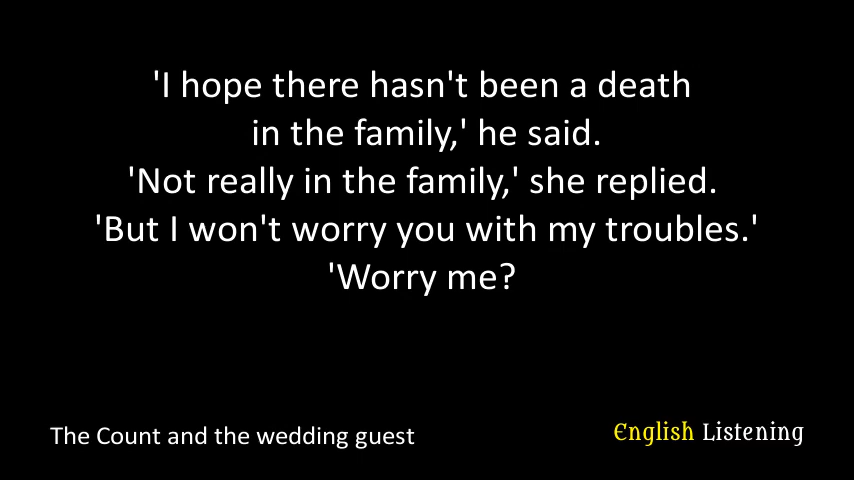 'I hope there hasn't been a death
in the family,' he said.
'Not really in the family,' she replied.
'But I won't worry you with my troubles.'
'Worry me?
The Count and the wedding guest
English Listening